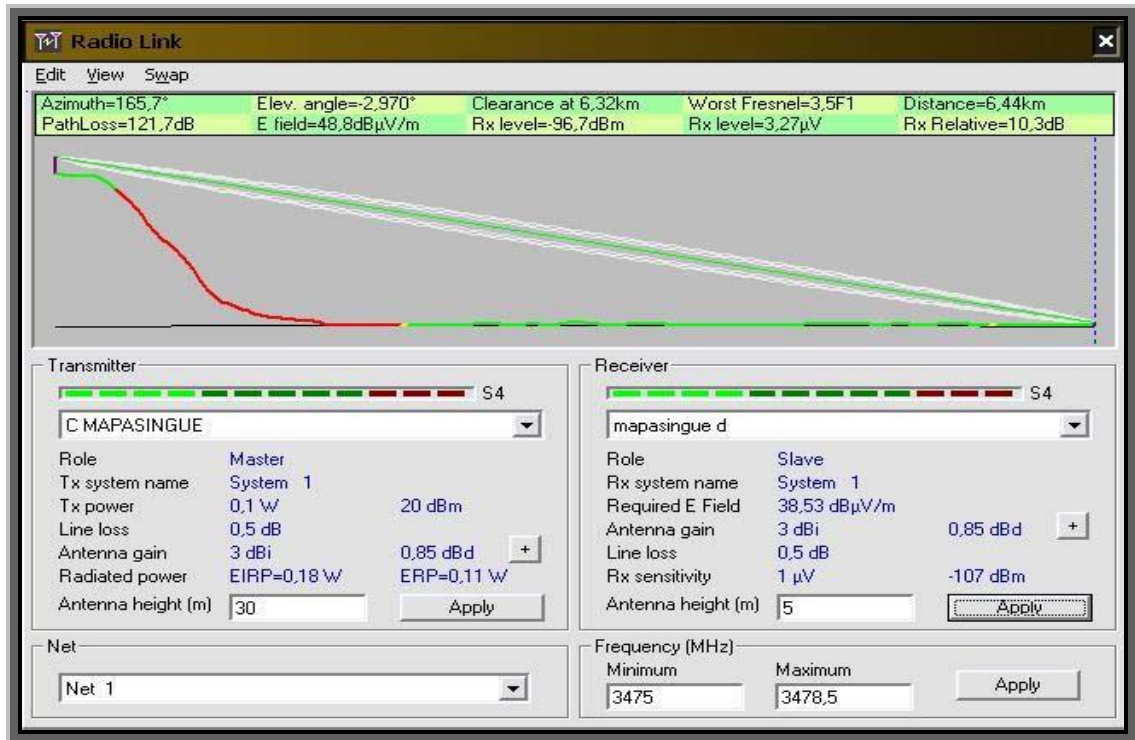 Radio Link
Edit View Swap
Azimuth=165,7° Elev. angle=-2,970° Clearance at 6,32km Worst Fresnel=3,5F1 Distance=6,44km
PathLoss=121,7dB E field=48,8dBµV/m Rx level=-96,7dBm Rx level=3,27µV Rx Relative=10,3dB
Transmitter
S4
C MAPASINGUE
Role Master
Tx system name System 1
Tx power 0,1 W 20 dBm
Line loss 0,5 dB
Antenna gain 3 dBi 0,85 dBd +
Radiated power EIRP=0,18 W ERP=0,11 W
Antenna height (m) 30 Apply
Receiver
S4
mapasingue d
Role Slave
Rx system name System 1
Required E Field 38,53 dBµV/m
Antenna gain 3 dBi 0,85 dBd +
Line loss 0,5 dB
Rx sensitivity 1 µV -107 dBm
Antenna height (m) 5 Apply
Net
Net 1
Frequency (MHz)
Minimum Maximum
3475 3478,5 Apply